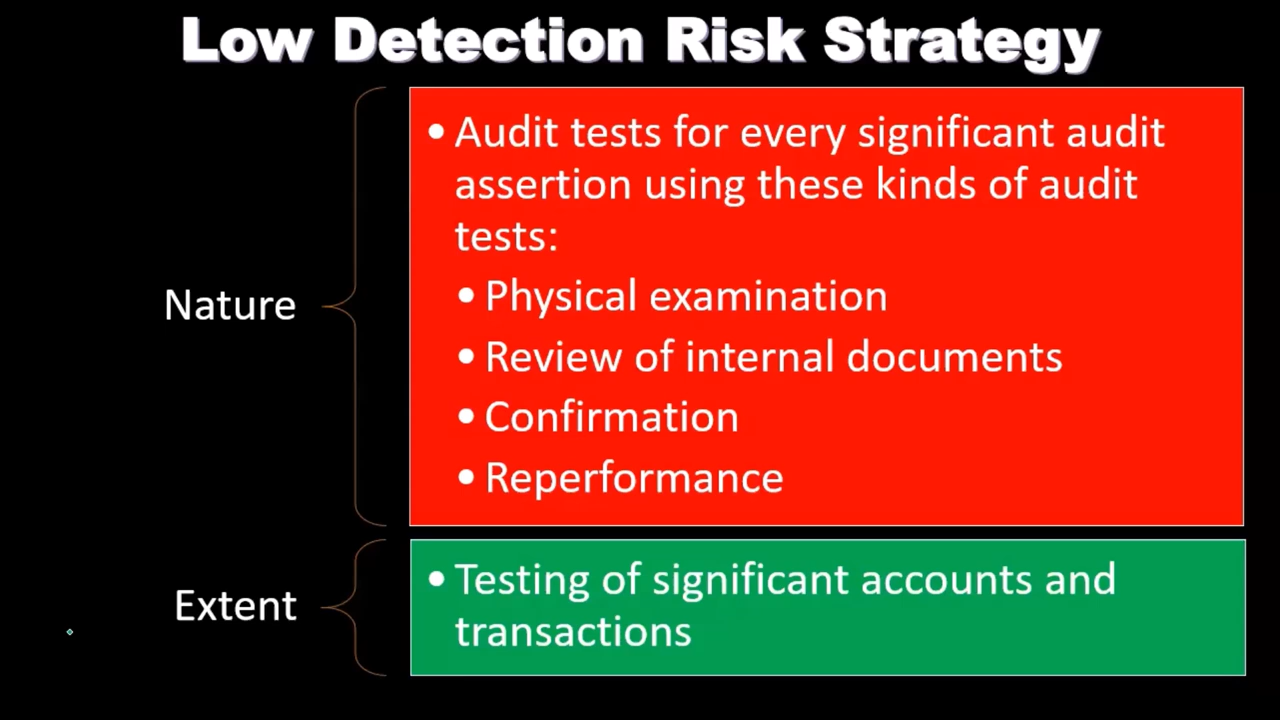 Low Detection Risk Strategy
Nature
• Audit tests for every significant audit
assertion using these kinds of audit
tests:
• Physical examination
• Review of internal documents
• Confirmation
• Reperformance
Extent
• Testing of significant accounts and
transactions